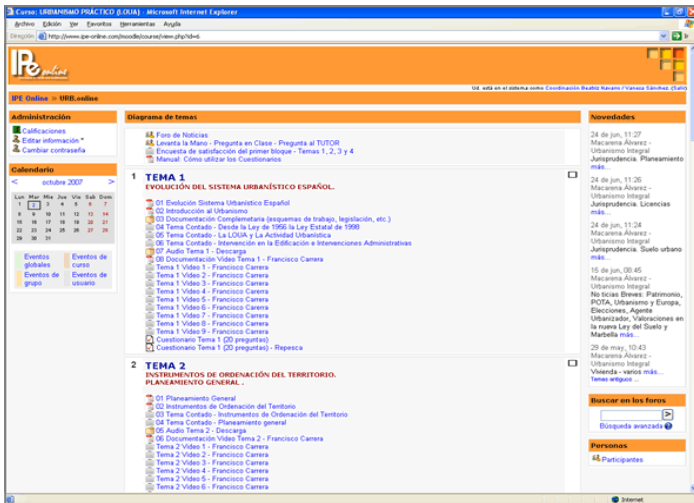 Curso: URBANISMO PRÁCTICO (LOUA) - Microsoft Internet Explorer
Archivo Edición Ver Favoritos Herramientas Ayuda
Dirección http://www.ipe-online.com/moodle/course/view.php?id=6 Ir
IPe online
Ud. está en el sistema como Coordinación Beatriz Navarro / Vanesa Sánchez. (Salir)
IPE Online » URB.online
Administración
Calificaciones
Editar información
Cambiar contraseña
Calendario
< octubre 2007 >
Lun Mar Mie Jue Vie Sab Dom
1 2 3 4 5 6 7
8 9 10 11 12 13 14
15 16 17 18 19 20 21
22 23 24 25 26 27 28
29 30 31
Eventos globales
Eventos de curso
Eventos de grupo
Eventos de usuario
Diagrama de temas
Foro de Noticias
Levanta la Mano - Pregunta en Clase - Pregunta al TUTOR
Encuesta de satisfacción del primer bloque - Temas 1, 2, 3 y 4
Manual: Cómo utilizar los Cuestionarios
1 TEMA 1
EVOLUCIÓN DEL SISTEMA URBANÍSTICO ESPAÑOL.
01 Evolución Sistema Urbanístico Español
02 Introducción al Urbanismo
03 Documentación Complemetaria (esquemas de trabajo, legislación, etc.)
04 Tema Contado - Desde la Ley de 1956 la Ley Estatal de 1998
05 Tema Contado - La LOUA y La Actividad Urbanística
06 Tema Contado - Intervención en la Edificación e Intervenciones Administrativas
07 Audio Tema 1 - Descarga
08 Documentación Video Tema 1 - Francisco Carrera
Tema 1 Video 1 - Francisco Carrera
Tema 1 Video 2 - Francisco Carrera
Tema 1 Video 3 - Francisco Carrera
Tema 1 Video 4 - Francisco Carrera
Tema 1 Video 5 - Francisco Carrera
Tema 1 Video 6 - Francisco Carrera
Tema 1 Video 7 - Francisco Carrera
Tema 1 Video 8 - Francisco Carrera
Tema 1 Video 9 - Francisco Carrera
Cuestionario Tema 1 (20 preguntas)
Cuestionario Tema 1 (20 preguntas) - Repesca
2 TEMA 2
INSTRUMENTOS DE ORDENACIÓN DEL TERRITORIO.
PLANEAMIENTO GENERAL .
01 Planeamiento General
02 Instrumentos de Ordenación del Territorio
03 Tema Contado - Instrumentos de Ordenación del Territorio
04 Tema Contado - Planeamiento general
05 Audio Tema 2 - Descarga
06 Documentación Video Tema 2 - Francisco Carrera
Tema 2 Video 1 - Francisco Carrera
Tema 2 Video 2 - Francisco Carrera
Tema 2 Video 3 - Francisco Carrera
Tema 2 Video 4 - Francisco Carrera
Tema 2 Video 5 - Francisco Carrera
Tema 2 Video 6 - Francisco Carrera
Novedades
24 de jun, 11:27
Macarena Álvarez -
Urbanismo Integral
Jurisprudencia. Planeamiento
más...
24 de jun, 11:26
Macarena Álvarez -
Urbanismo Integral
Jurisprudencia. Licencias
más...
24 de jun, 11:24
Macarena Álvarez -
Urbanismo Integral
Jurisprudencia. Suelo urbano
más...
15 de jun, 08:45
Macarena Álvarez -
Urbanismo Integral
No ticias Breves: Patrimonio,
POTA, Urbanismo y Europa,
Elecciones, Agente
Urbanizador, Valoraciones en
la nueva Ley del Suelo y
Marbella más...
29 de may, 10:43
Macarena Álvarez -
Urbanismo Integral
Vivienda - varios más...
Temas antiguos ...
Buscar en los foros
Búsqueda avanzada
Personas
Participantes
Internet